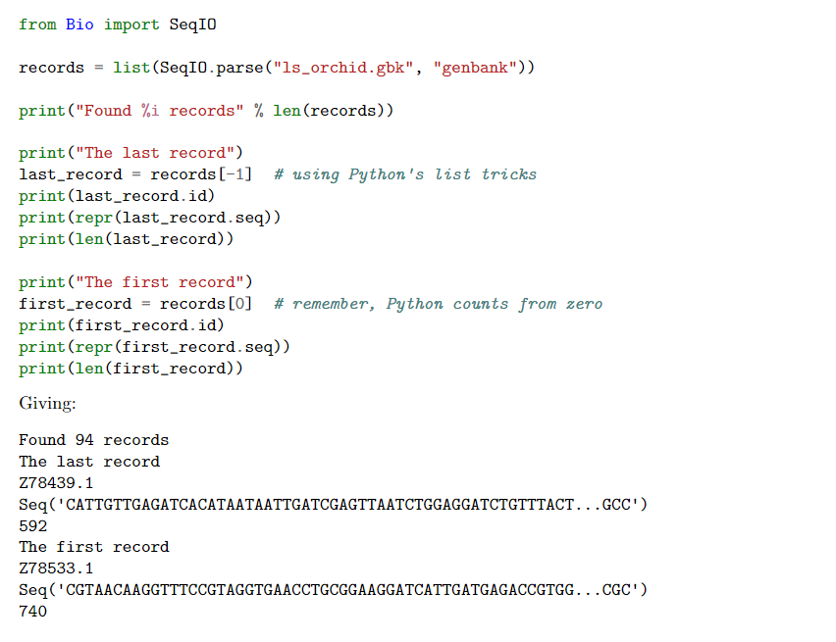 from Bio import SeqIO
records = list(SeqIO.parse("ls_orchid.gbk", "genbank"))
print("Found %i records" % len(records))
print("The last record")
last_record = records[-1]  # using Python's list tricks
print(last_record.id)
print(repr(last_record.seq))
print(len(last_record))
print("The first record")
first_record = records[0]  # remember, Python counts from zero
print(first_record.id)
print(repr(first_record.seq))
print(len(first_record))
Giving:
Found 94 records
The last record
Z78439.1
Seq('CATTGTTGAGATCACATAATAATTGATCGAGTTAATCTGGAGGATCTGTTTACT...GCC')
592
The first record
Z78533.1
Seq('CGTAACAAGGTTTCCGTAGGTGAACCTGCGGAAGGATCATTGATGAGACCGTGG...CGC')
740